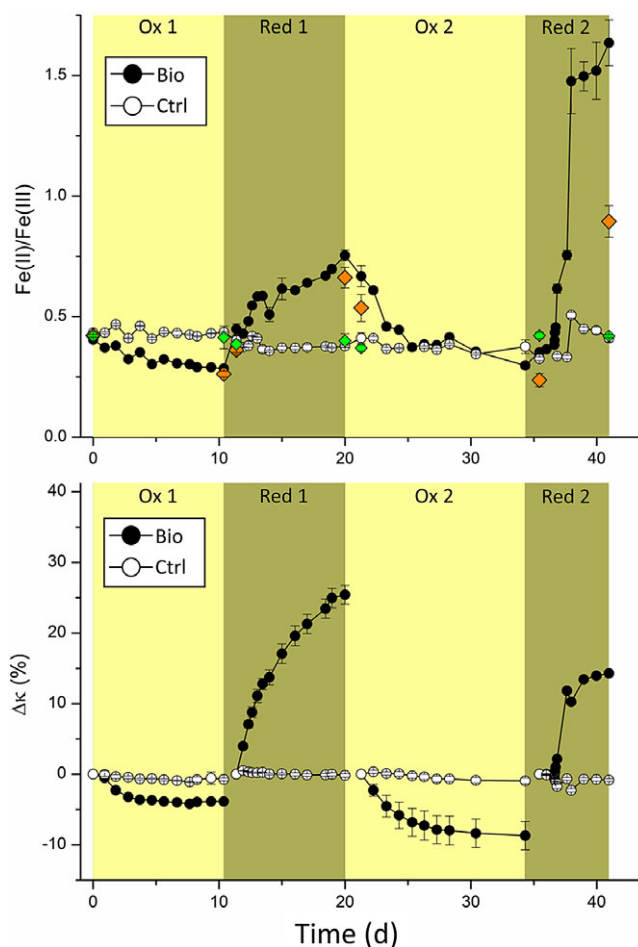 Ox 1 Red 1 Ox 2 Red 2
Bio
Ctrl
Fe(II)/Fe(III)
1.5
1.0
0.5
0.0
0 10 20 30 40
Ox 1 Red 1 Ox 2 Red 2
Bio
Ctrl
Δκ (%)
40
30
20
10
0
-10
0 10 20 30 40
Time (d)